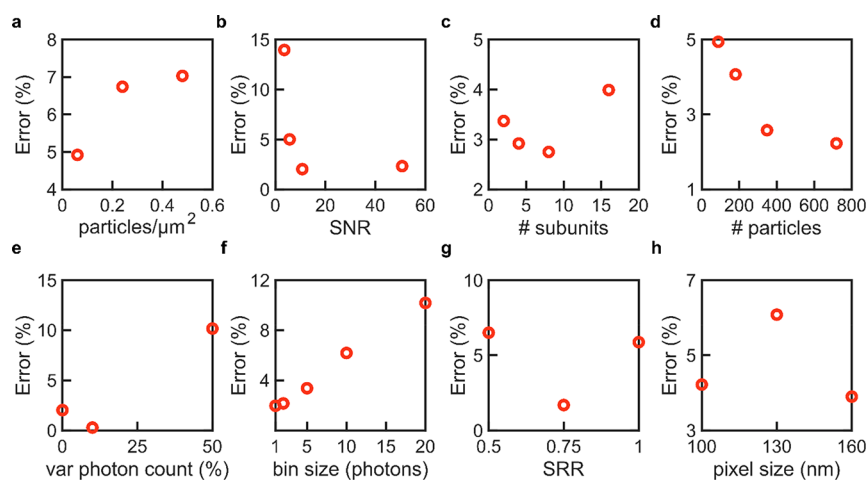 a b c d
8 15 5 5
7
Error (%) 6 Error (%) 10 Error (%) 4 Error (%) 3
5 5 3
4 0 2 1
0 0.2 0.4 0.6 0 20 40 60 0 5 10 15 20 0 200 400 600 800
particles/µm² SNR # subunits # particles
e f g h
15 12 10 7
Error (%) 10 Error (%) 8 Error (%) 5 Error (%) 5
5 4
0 0 3
0 50 1 5 10 20 0.5 0.75 1 100 130 160
var photon count (%) bin size (photons) SRR pixel size (nm)